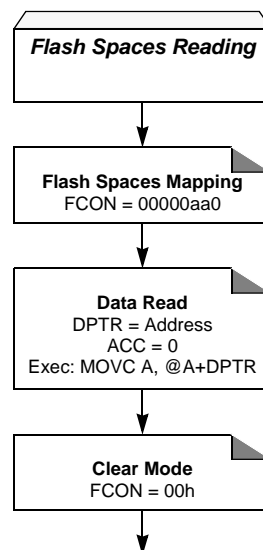 Flash Spaces Reading
Flash Spaces Mapping
FCON = 00000aa0
Data Read
DPTR = Address
ACC = 0
Exec: MOVC A, @A+DPTR
Clear Mode
FCON = 00h